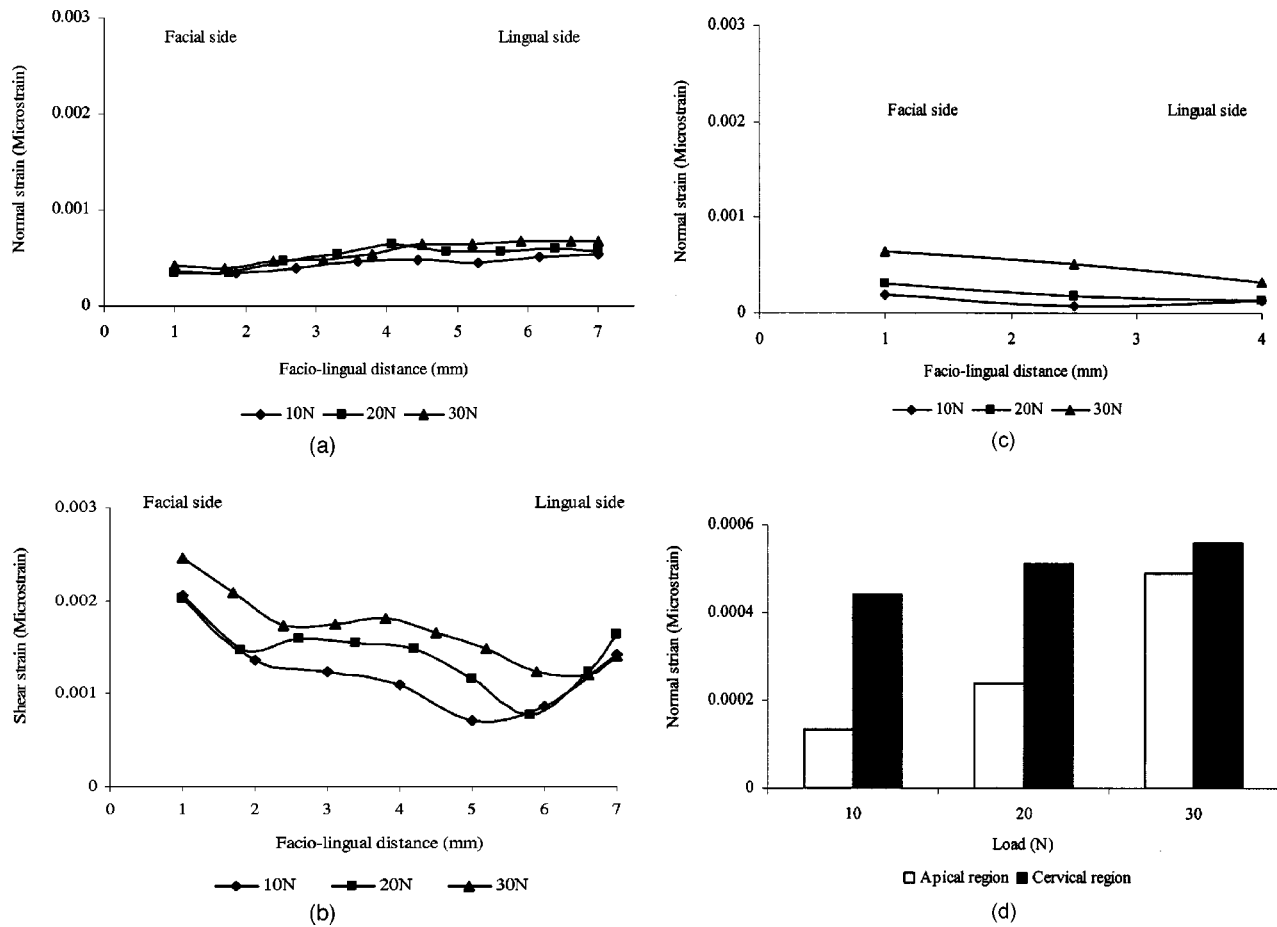 0.003
Facial side
Lingual side
0.002
Normal strain (Microstrain)
0.001
0
0 1 2 3 4 5 6 7
Facio-lingual distance (mm)
10N 20N 30N
(a)
0.003
Facial side
Lingual side
0.002
Shear strain (Microstrain)
0.001
0
0 1 2 3 4 5 6 7
Facio-lingual distance (mm)
10N 20N 30N
(b)
0.003
0.002
Facial side
Lingual side
Normal strain (Microstrain)
0.001
0
0 1 2 3 4
Facio-lingual distance (mm)
10N 20N 30N
(c)
0.0006
0.0004
Normal strian (Microstrain)
0.0002
0
10 20 30
Load (N)
Apical region Cervical region
(d)